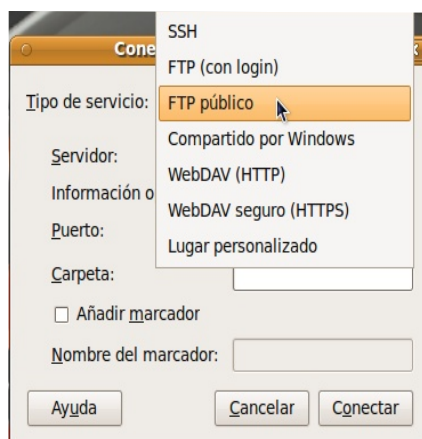 Cone
Tipo de servicio:
SSH
FTP (con login)
FTP público
Compartido por Windows
WebDAV (HTTP)
WebDAV seguro (HTTPS)
Lugar personalizado
Servidor:
Información o
Puerto:
Carpeta:
Añadir marcador
Nombre del marcador:
Ayuda
Cancelar
Conectar